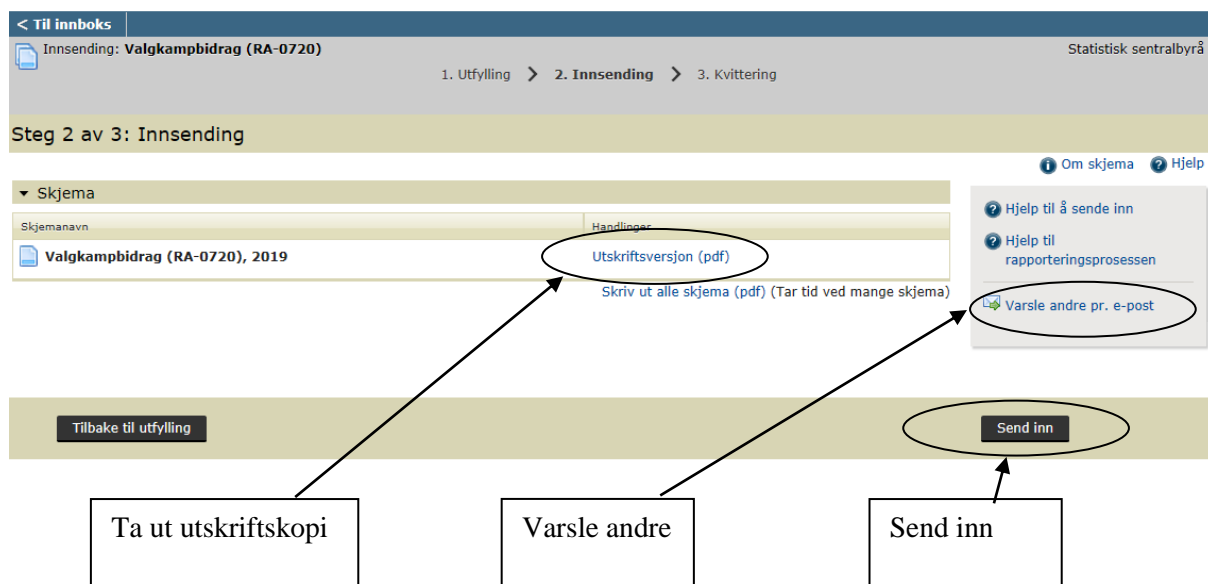 < Til innboks
Innsending: Valgkampbidrag (RA-0720)
Statistisk sentralbyrå
1. Utfylling > 2. Innsending > 3. Kvittering
Steg 2 av 3: Innsending
Om skjema Hjelp
Skjema
Skjemanavn Handlinger
Valgkampbidrag (RA-0720), 2019 Utskriftsversjon (pdf)
Skriv ut alle skjema (pdf) (Tar tid ved mange skjema)
Hjelp til å sende inn
Hjelp til
rapporteringsprosessen
Varsle andre pr. e-post
Tilbake til utfylling
Send inn
Ta ut utskriftskopi
Varsle andre
Send inn